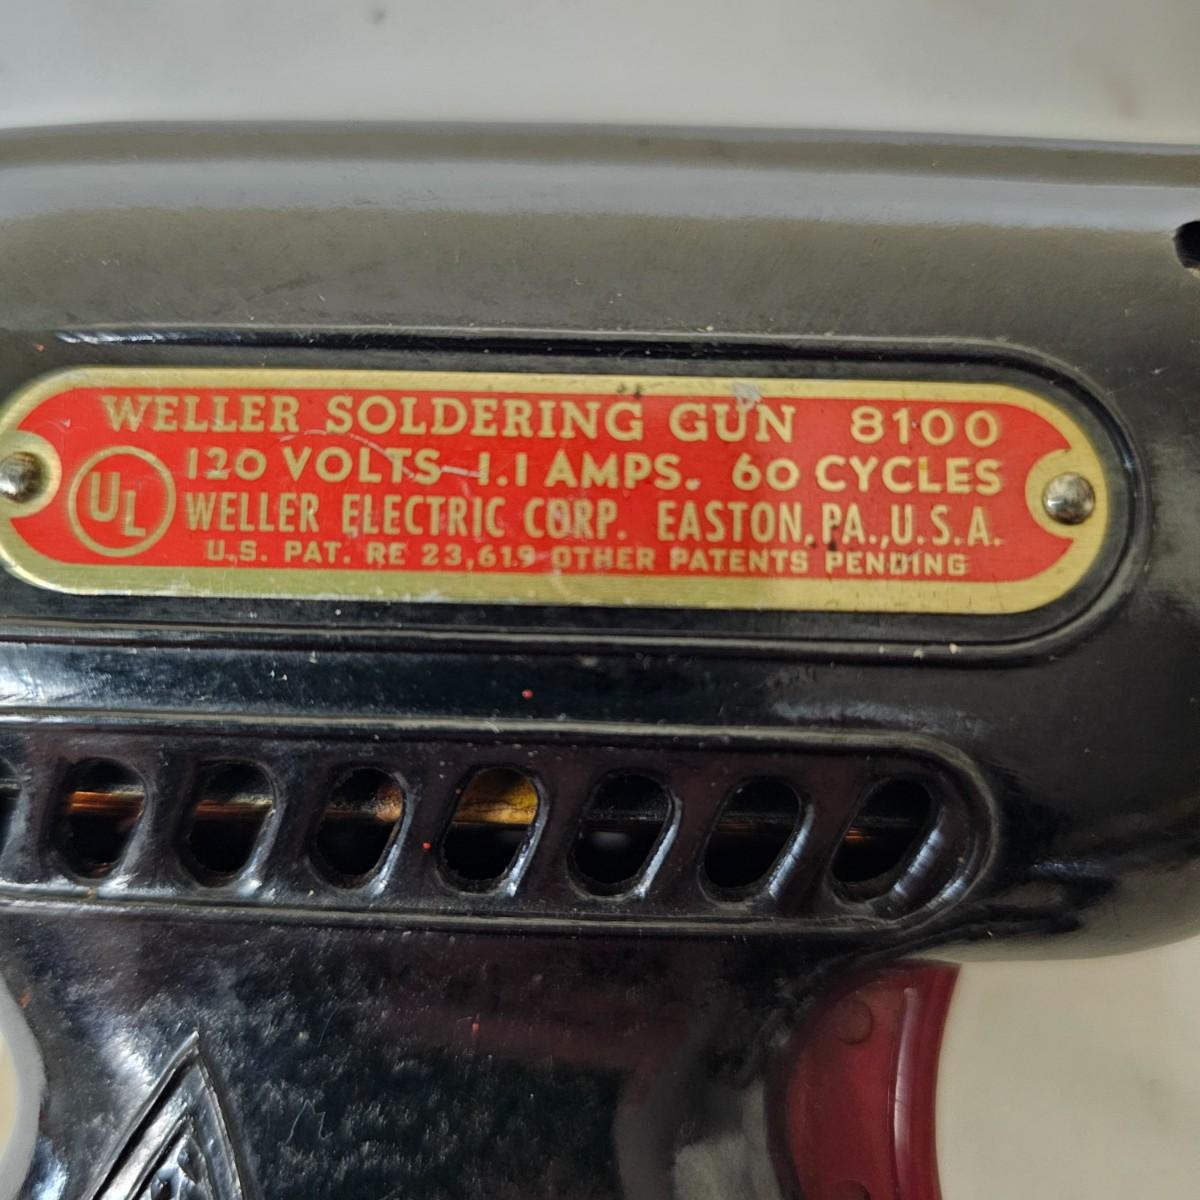 WELLER SOLDERING GUN 8100
UL 120 VOLTS 1.1 AMPS. 60 CYCLES
WELLER ELECTRIC CORP. EASTON, PA., U.S.A.
U.S. PAT. RE 23,619 OTHER PATENTS PENDING